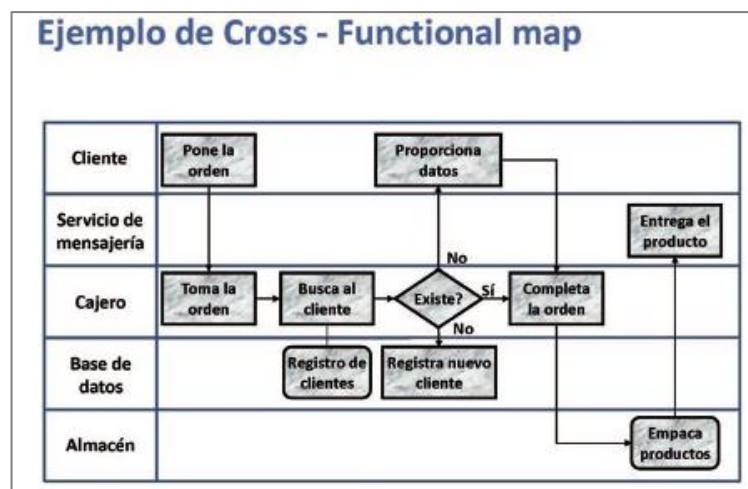 Ejemplo de Cross - Functional map
Cliente
Pone la
orden
Proporciona
datos
Servicio de
mensajería
Entrega el
producto
No
Cajero
Toma la
orden
Busca al
cliente
Existe?
Sí
Completa
la orden
No
Base de
datos
Registro de
clientes
Registra nuevo
cliente
Almacén
Empaca
productos